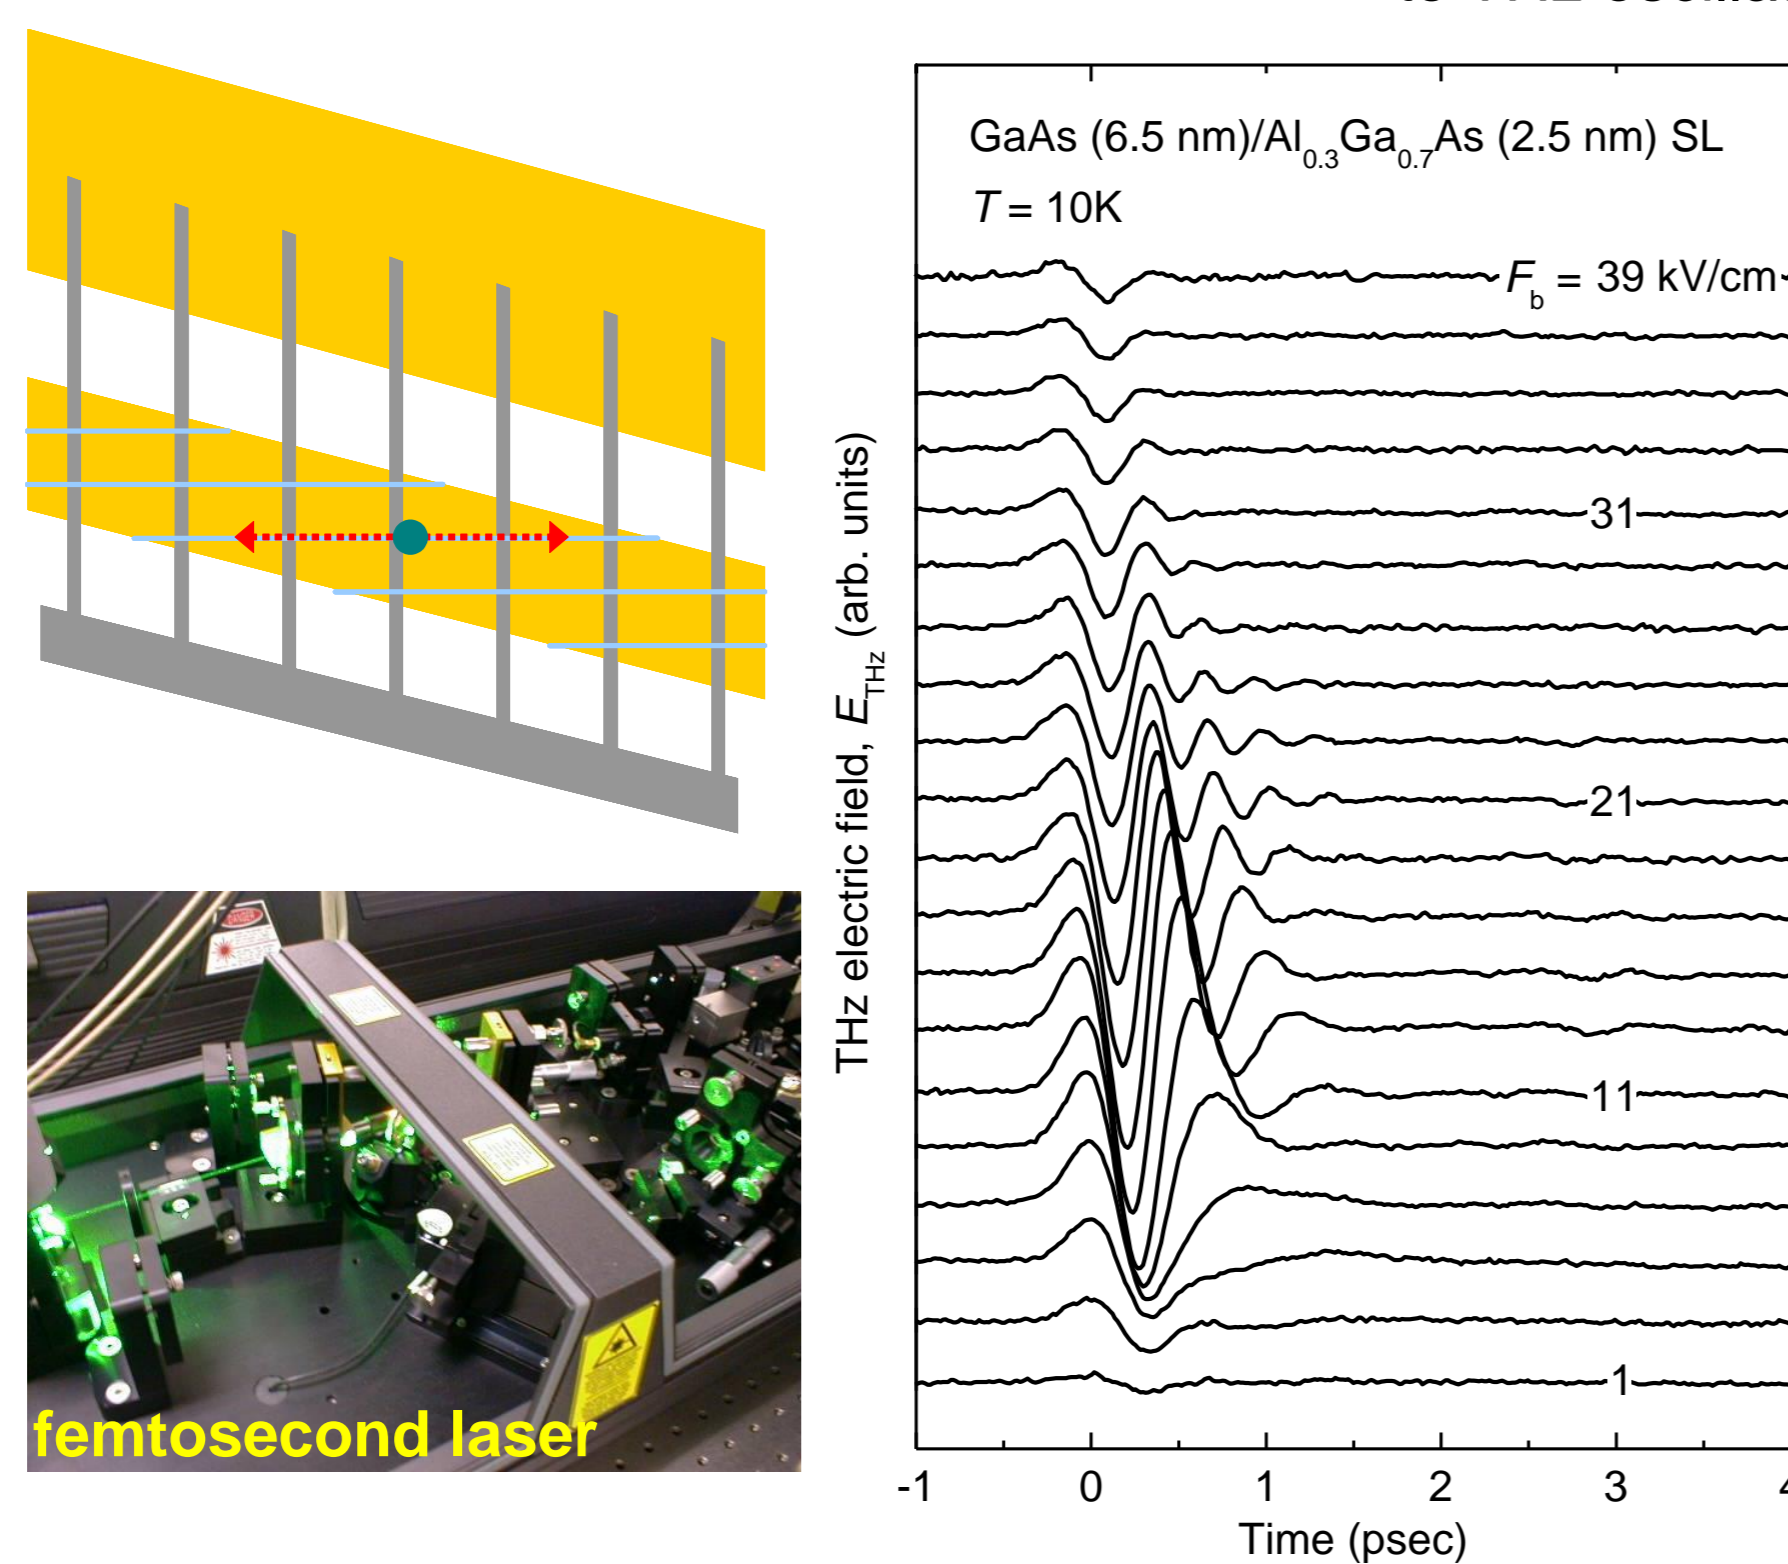 GaAs (6.5 nm)/Al0.3Ga0.7As (2.5 nm) SL
T = 10K
Fb = 39 kV/cm
31
21
11
1
THz electric field, ETHz (arb. units)
-1 0 1 2 3 4
Time (psec)
femtosecond laser